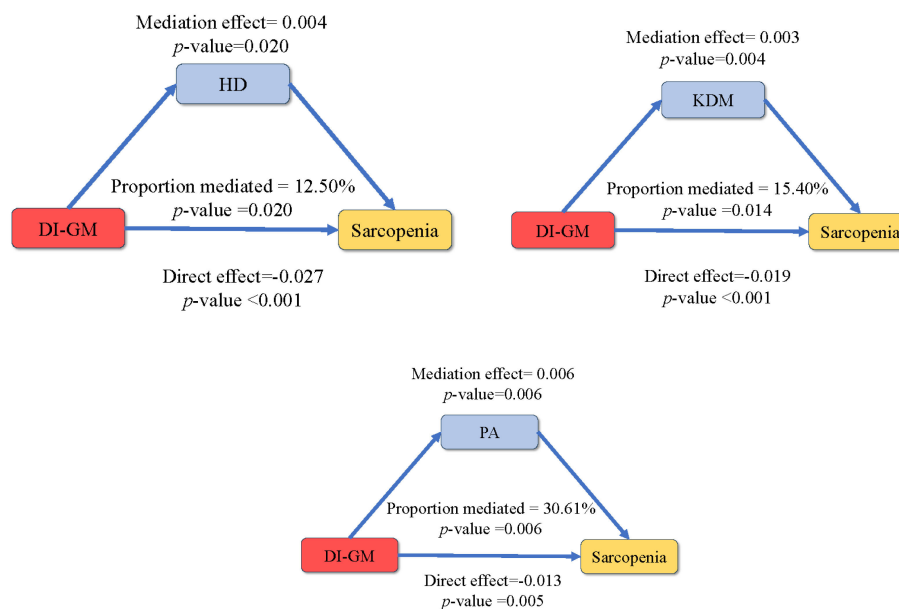 Mediation effect= 0.004
p-value=0.020
HD
Proportion mediated = 12.50%
p-value =0.020
DI-GM
Sarcopenia
Direct effect=-0.027
p-value <0.001
Mediation effect= 0.003
p-value=0.004
KDM
Proportion mediated = 15.40%
p-value =0.014
DI-GM
Sarcopenia
Direct effect=-0.019
p-value <0.001
Mediation effect= 0.006
p-value=0.006
PA
Proportion mediated = 30.61%
p-value =0.006
DI-GM
Sarcopenia
Direct effect=-0.013
p-value =0.005